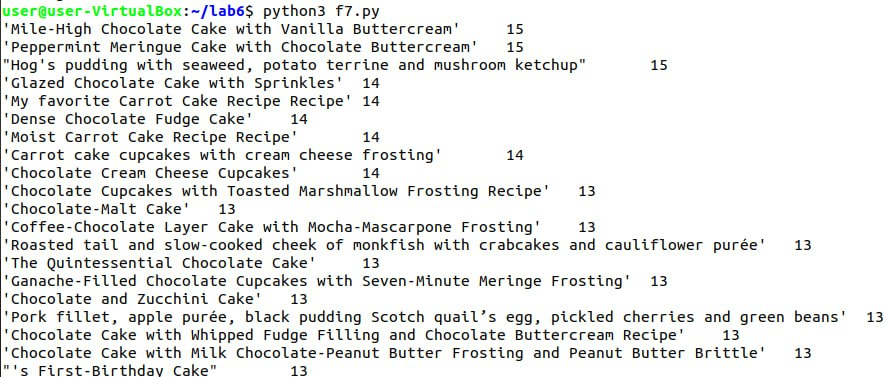 user@user-VirtualBox:~/lab6$ python3 f7.py
'Mile-High Chocolate Cake with Vanilla Buttercream' 15
'Peppermint Meringue Cake with Chocolate Buttercream' 15
"Hog's pudding with seaweed, potato terrine and mushroom ketchup" 15
'Glazed Chocolate Cake with Sprinkles' 14
'My favorite Carrot Cake Recipe Recipe' 14
'Dense Chocolate Fudge Cake' 14
'Moist Carrot Cake Recipe Recipe' 14
'Carrot cake cupcakes with cream cheese frosting' 14
'Chocolate Cream Cheese Cupcakes' 14
'Chocolate Cupcakes with Toasted Marshmallow Frosting Recipe' 13
'Chocolate-Malt Cake' 13
'Coffee-Chocolate Layer Cake with Mocha-Mascarpone Frosting' 13
'Roasted tail and slow-cooked cheek of monkfish with crabcakes and cauliflower purée' 13
'The Quintessential Chocolate Cake' 13
'Ganache-Filled Chocolate Cupcakes with Seven-Minute Meringe Frosting' 13
'Chocolate and Zucchini Cake' 13
'Pork fillet, apple purée, black pudding Scotch quail’s egg, pickled cherries and green beans' 13
'Chocolate Cake with Whipped Fudge Filling and Chocolate Buttercream Recipe' 13
'Chocolate Cake with Milk Chocolate-Peanut Butter Frosting and Peanut Butter Brittle' 13
"'s First-Birthday Cake" 13